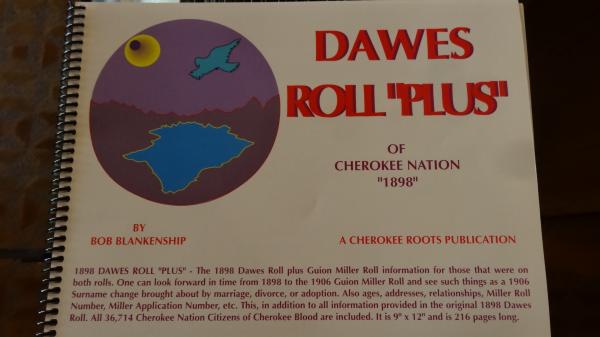 DAWES
ROLL "PLUS"
OF
CHEROKEE NATION
"1898"
BY
BOB BLANKENSHIP
A CHEROKEE ROOTS PUBLICATION
1898 DAWES ROLL "PLUS" - The 1898 Dawes Roll plus Guion Miller Roll information for those that were on
both rolls. One can look forward in time from 1898 to the 1906 Guion Miller Roll and see such things as a 1906
Surname change brought about by marriage, divorce, or adoption. Also ages, addresses, relationships, Miller Roll
Number, Miller Application Number, etc. This, in addition to all information provided in the original 1898 Dawes
Roll. All 36,714 Cherokee Nation Citizens of Cherokee Blood are included. It is 9" x 12" and is 216 pages long.